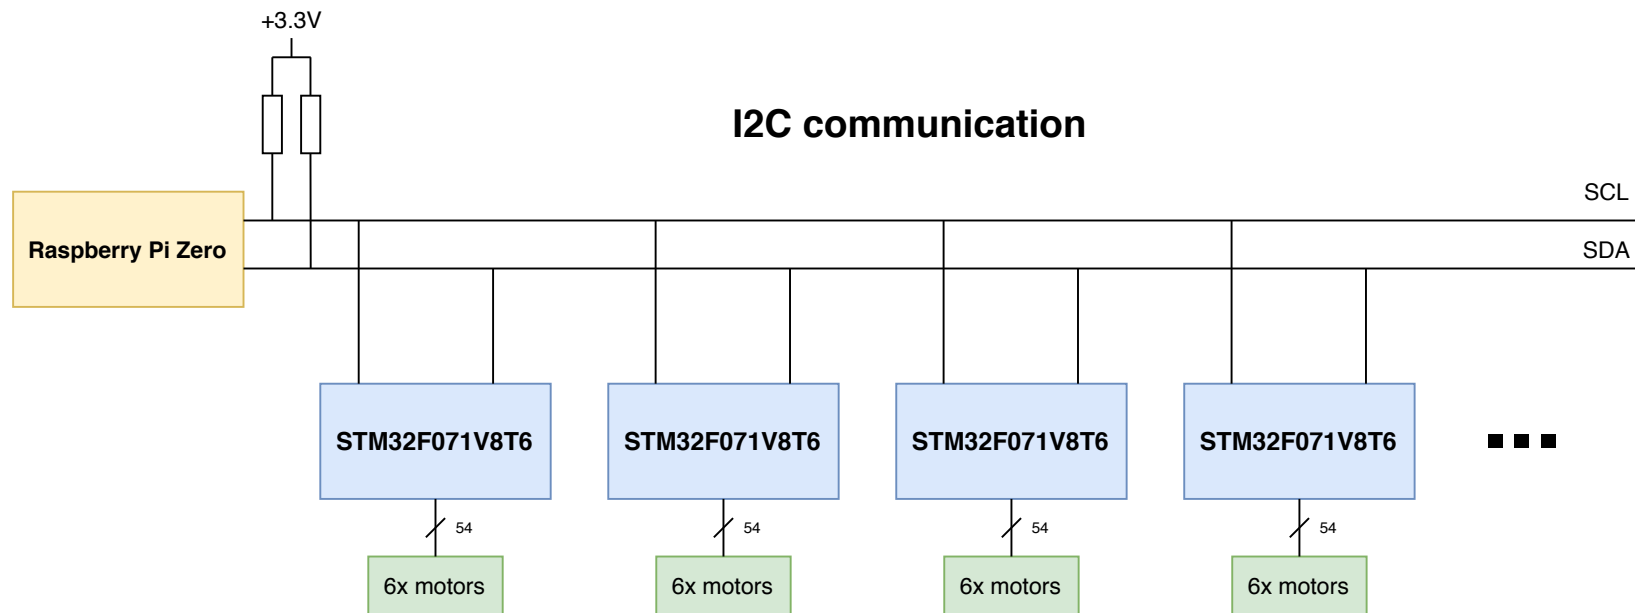 +3.3V
I2C communication
SCL
Raspberry Pi Zero
SDA
STM32F071V8T6
STM32F071V8T6
STM32F071V8T6
STM32F071V8T6
54
54
54
54
6x motors
6x motors
6x motors
6x motors